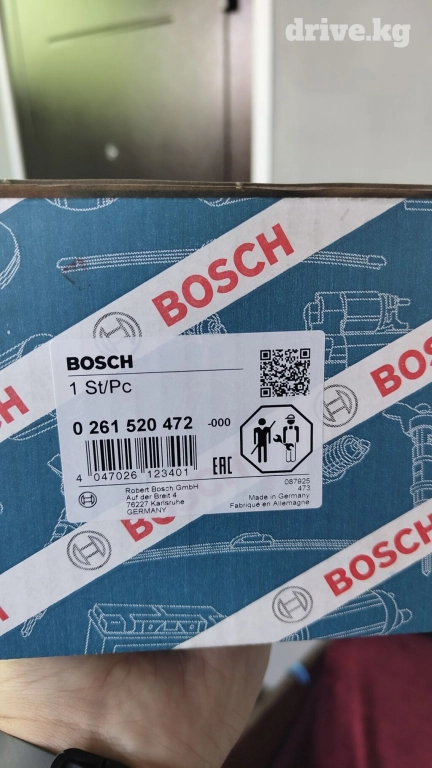 drive.kg
BOSCH
BOSCH
1 St/Pc
0 261 520 472 -000
4 047026 123401
EAC
Robert Bosch GmbH
Auf der Breit 4
76227 Karlsruhe
GERMANY
087925
473
Made in Germany
Fabriqué en Allemagne
BOSCH
BOSCH